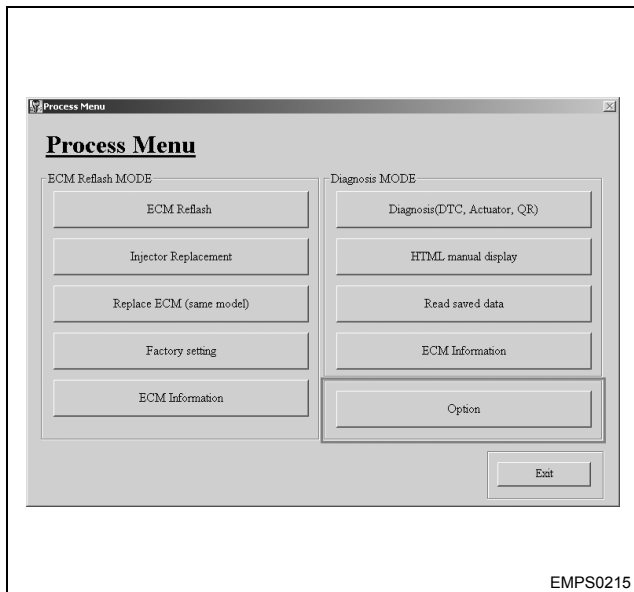 Process Menu
Process Menu
ECM Reflash MODE
ECM Reflash
Injector Replacement
Replace ECM (same model)
Factory setting
ECM Information
Diagnosis MODE
Diagnosis(DTC, Actuator, QR)
HTML manual display
Read saved data
ECM Information
Option
Exit
EMPS0215